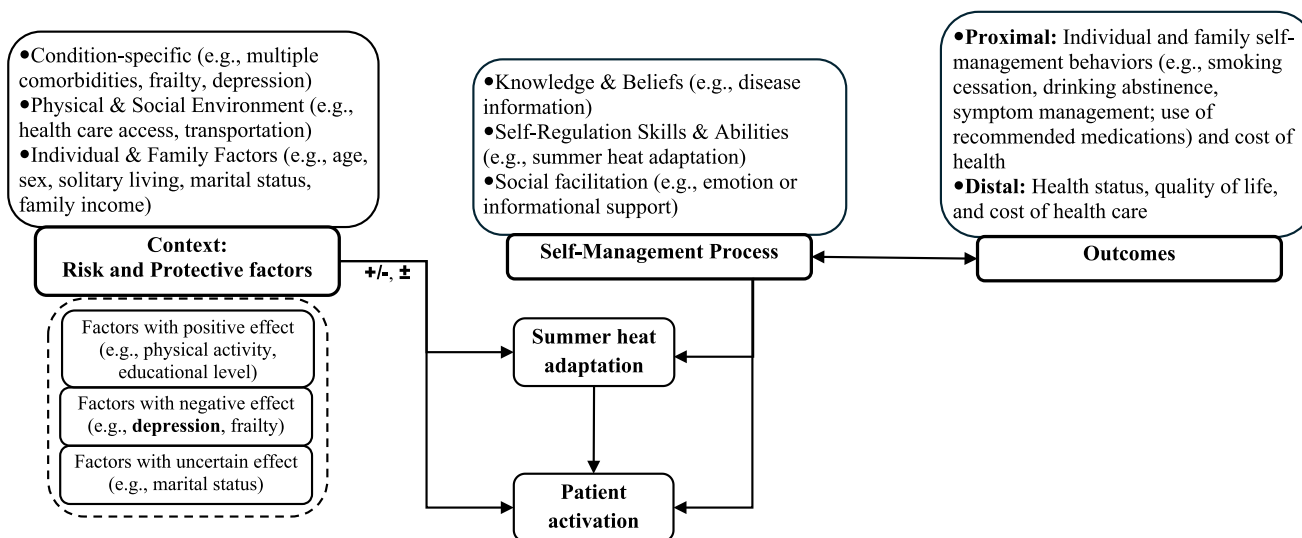 ●Condition-specific (e.g., multiple
comorbidities, frailty, depression)
●Physical & Social Environment (e.g.,
health care access, transportation)
●Individual & Family Factors (e.g., age,
sex, solitary living, marital status,
family income)
Context:
Risk and Protective factors
Factors with positive effect
(e.g., physical activity,
educational level)
Factors with negative effect
(e.g., depression, frailty)
Factors with uncertain effect
(e.g., marital status)
+/-, ±
●Knowledge & Beliefs (e.g., disease
information)
●Self-Regulation Skills & Abilities
(e.g., summer heat adaptation)
●Social facilitation (e.g., emotion or
informational support)
Self-Management Process
Summer heat
adaptation
Patient
activation
●Proximal: Individual and family self-
management behaviors (e.g., smoking
cessation, drinking abstinence,
symptom management; use of
recommended medications) and cost of
health
●Distal: Health status, quality of life,
and cost of health care
Outcomes